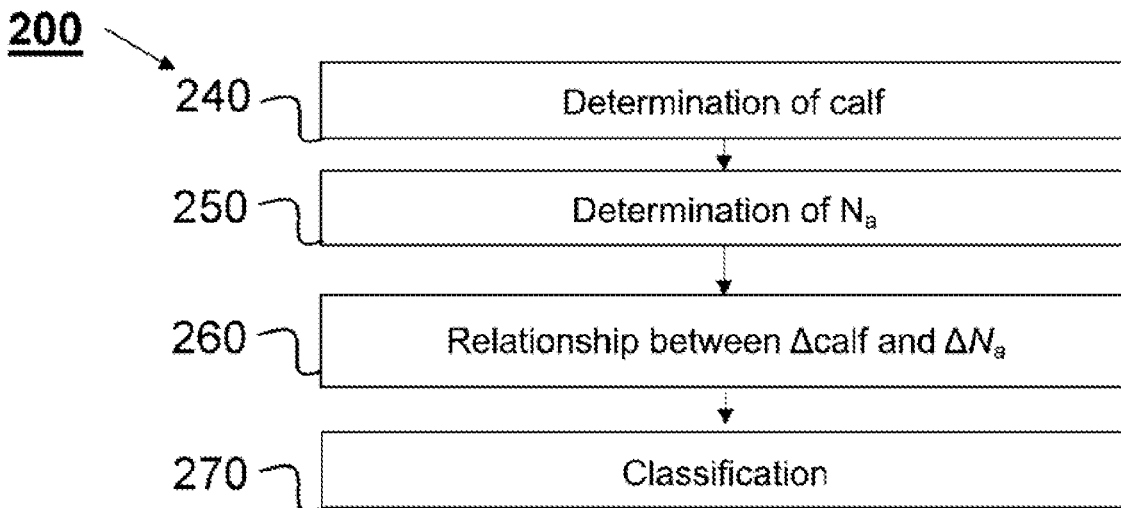 200
240 Determination of calf
250 Determination of Nₐ
260 Relationship between Δcalf and ΔNₐ
270 Classification